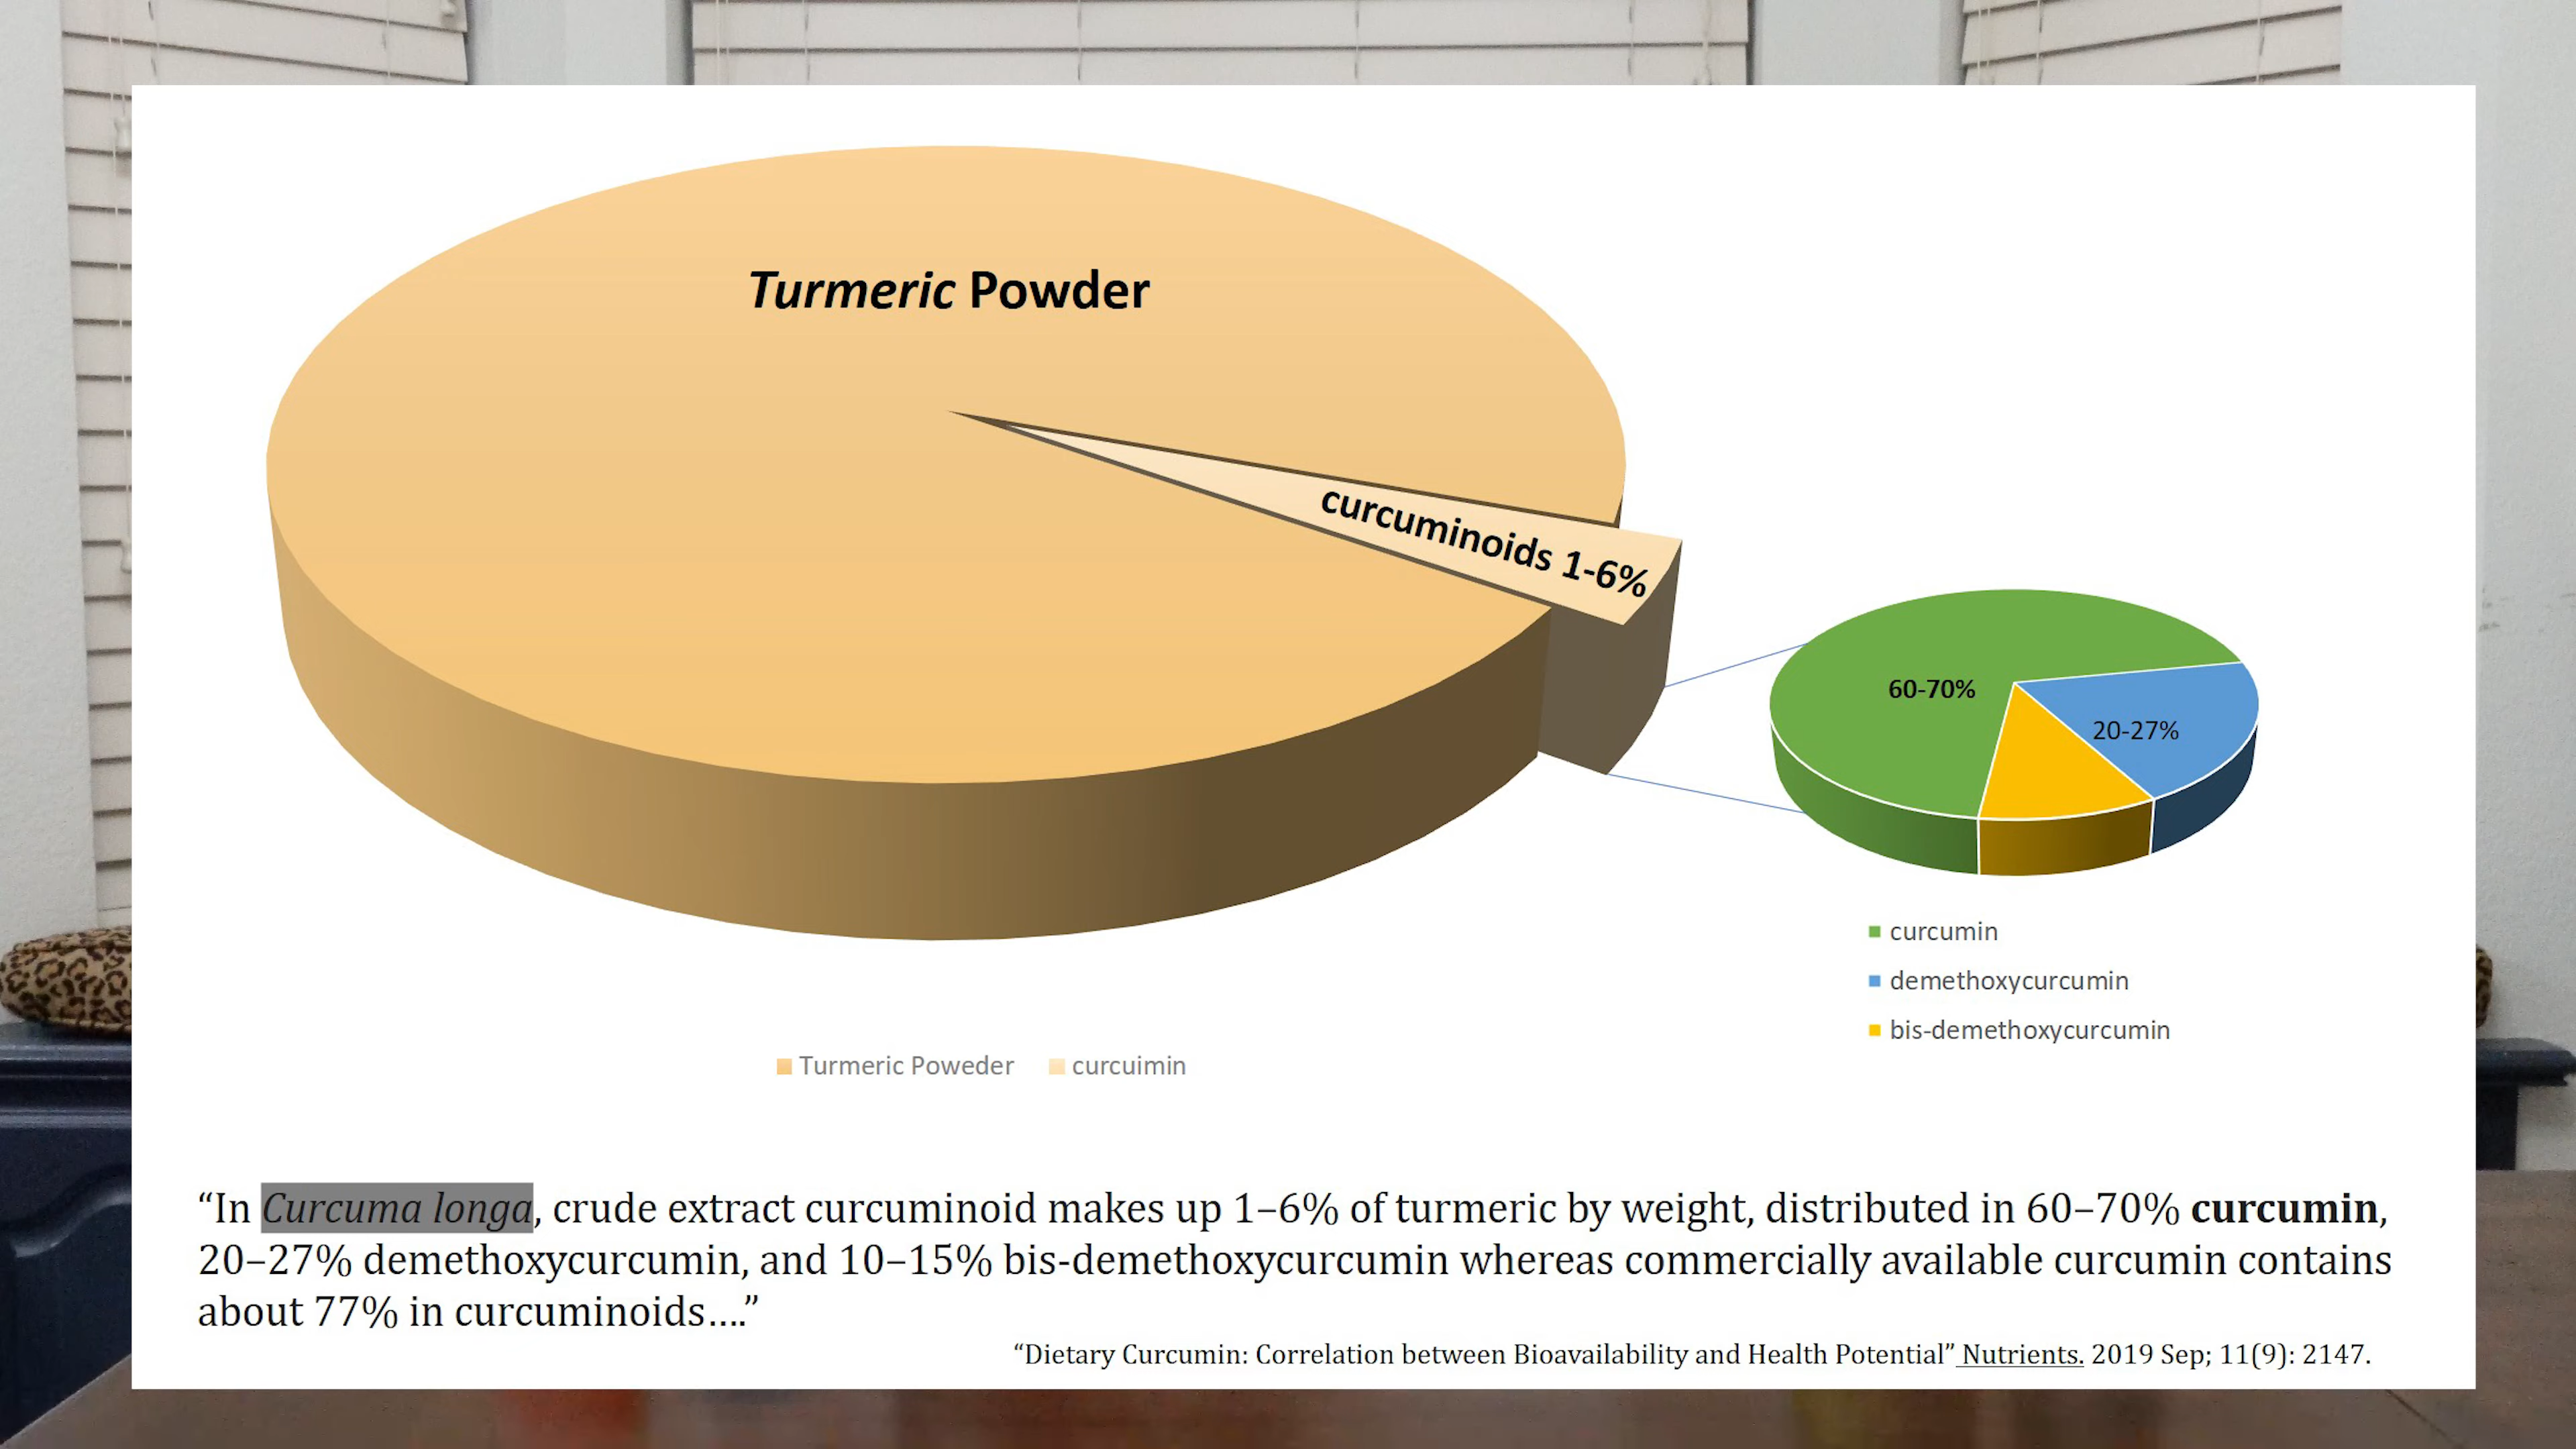 Turmeric Powder
curcuminoids 1-6%
60-70%
20-27%
curcumin
demethoxycurcumin
bis-demethoxycurcumin
Turmeric Poweder curcuimin
“In Curcuma longa, crude extract curcuminoid makes up 1–6% of turmeric by weight, distributed in 60–70% curcumin,
20–27% demethoxycurcumin, and 10–15% bis-demethoxycurcumin whereas commercially available curcumin contains
about 77% in curcuminoids….”
“Dietary Curcumin: Correlation between Bioavailability and Health Potential” Nutrients. 2019 Sep; 11(9): 2147.